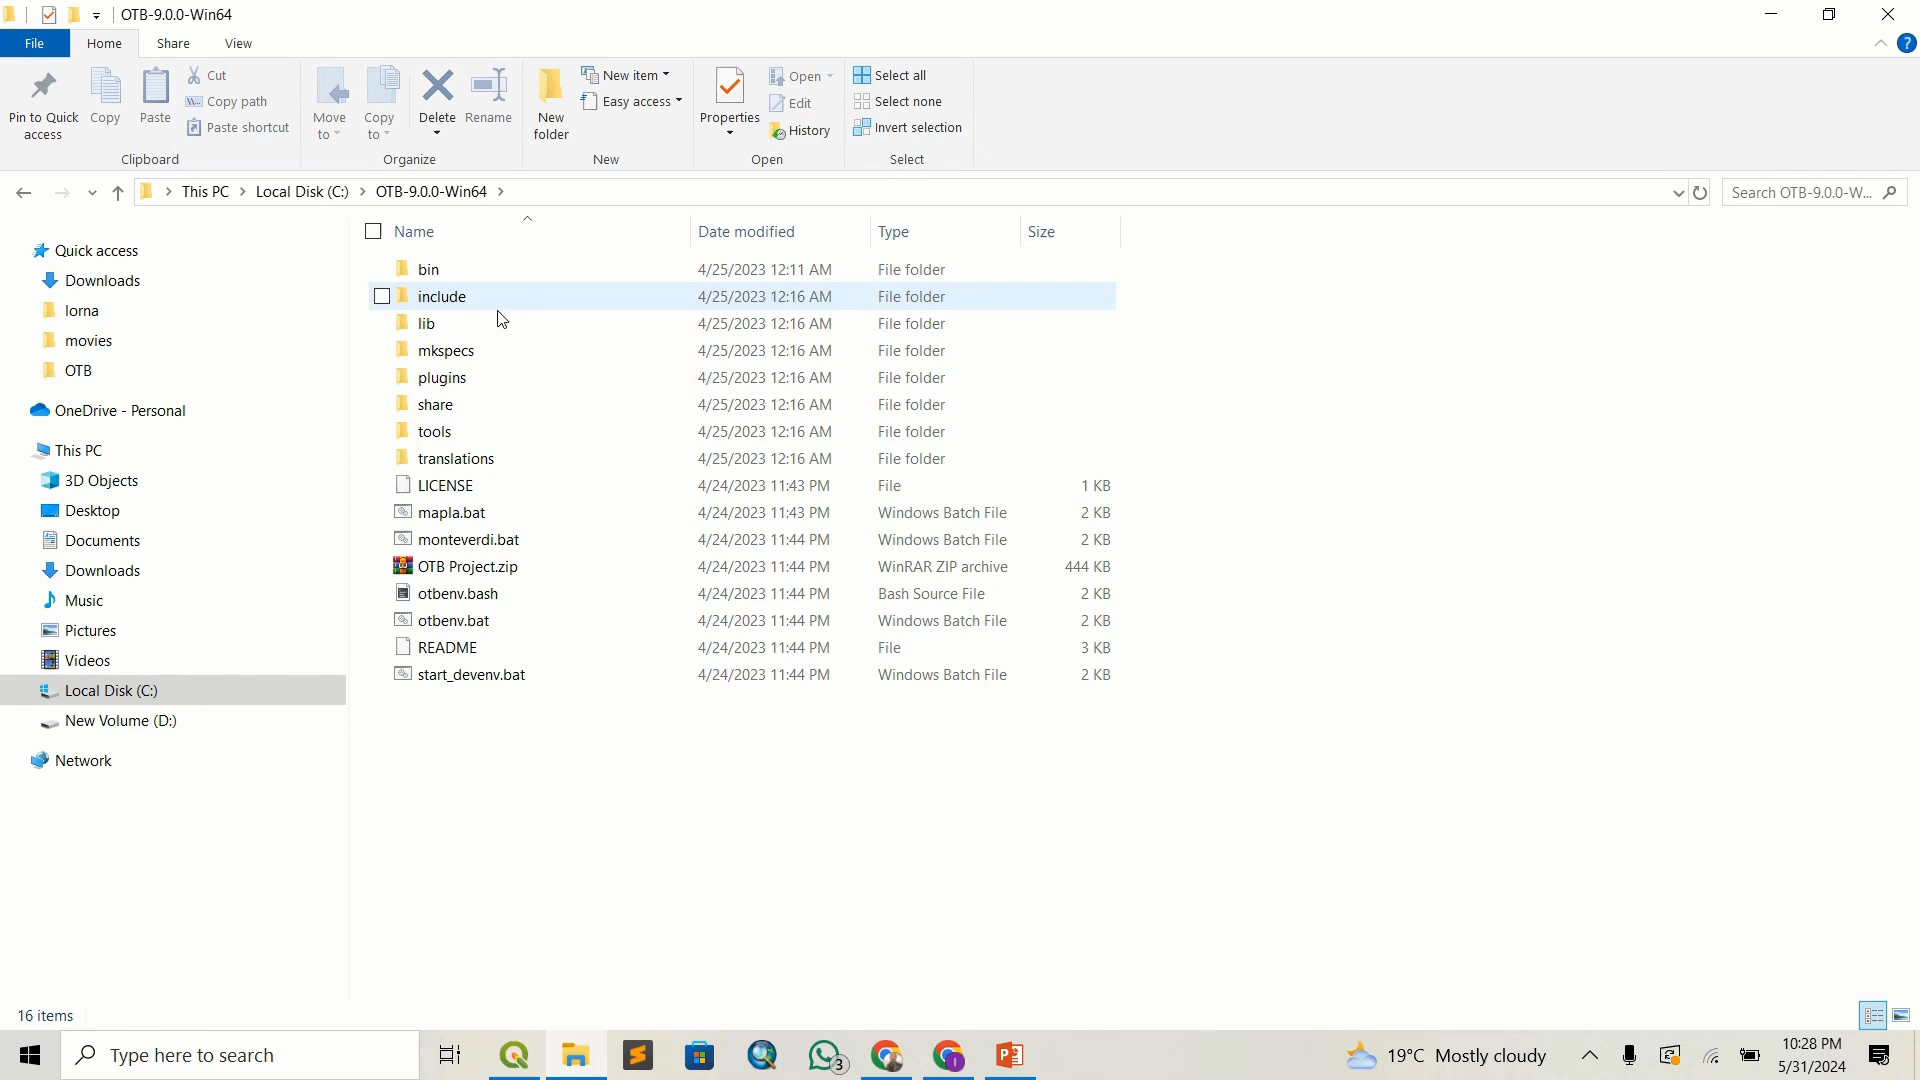 OTB-9.0.0-Win64
File Home Share View
Pin to Quick access
Copy
Paste
Cut
Copy path
Paste shortcut
Clipboard
Move to
Copy to
Delete
Rename
Organize
New folder
New item
Easy access
New
Properties
Open
Edit
History
Open
Select all
Select none
Invert selection
Select
This PC > Local Disk (C:) > OTB-9.0.0-Win64 >
Search OTB-9.0.0-W...
Quick access
Downloads
lorna
movies
OTB
OneDrive - Personal
This PC
3D Objects
Desktop
Documents
Downloads
Music
Pictures
Videos
Local Disk (C:)
New Volume (D:)
Network
Name Date modified Type Size
bin 4/25/2023 12:11 AM File folder
include 4/25/2023 12:16 AM File folder
lib 4/25/2023 12:16 AM File folder
mkspecs 4/25/2023 12:16 AM File folder
plugins 4/25/2023 12:16 AM File folder
share 4/25/2023 12:16 AM File folder
tools 4/25/2023 12:16 AM File folder
translations 4/25/2023 12:16 AM File folder
LICENSE 4/24/2023 11:43 PM File 1 KB
mapla.bat 4/24/2023 11:43 PM Windows Batch File 2 KB
monteverdi.bat 4/24/2023 11:44 PM Windows Batch File 2 KB
OTB Project.zip 4/24/2023 11:44 PM WinRAR ZIP archive 444 KB
otbenv.bash 4/24/2023 11:44 PM Bash Source File 2 KB
otbenv.bat 4/24/2023 11:44 PM Windows Batch File 2 KB
README 4/24/2023 11:44 PM File 3 KB
start_devenv.bat 4/24/2023 11:44 PM Windows Batch File 2 KB
16 items
Type here to search
3
19°C Mostly cloudy
10:28 PM
5/31/2024